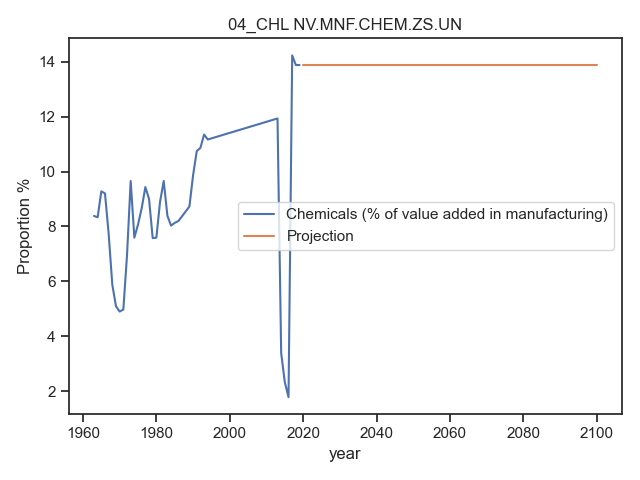 04_CHL NV.MNF.CHEM.ZS.UN
Proportion %
14
12
10
8
6
4
2
Chemicals (% of value added in manufacturing)
Projection
1960 1980 2000 2020 2040 2060 2080 2100
year